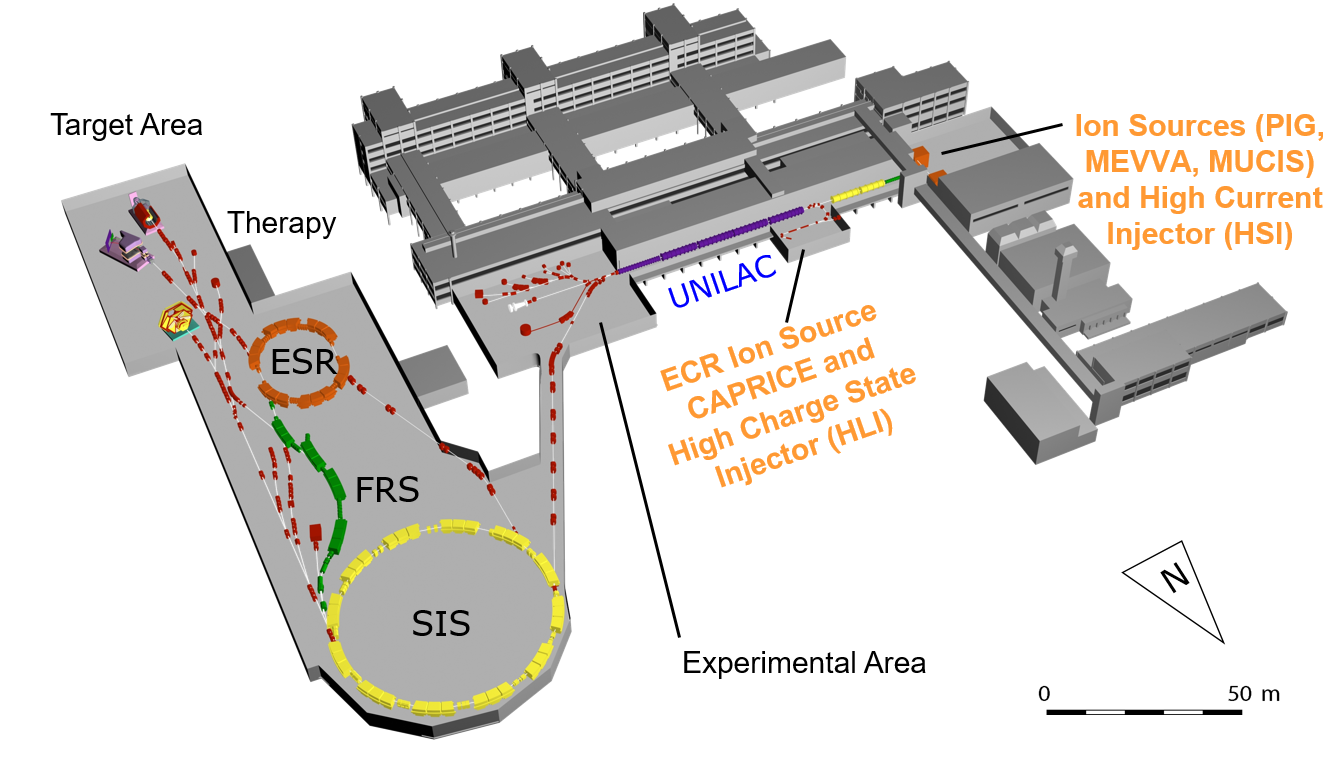 Target Area
Therapy
Ion Sources (PIG,
MEVVA, MUCIS)
and High Current
Injector (HSI)
UNILAC
ECR Ion Source
CAPRICE and
High Charge State
Injector (HLI)
ESR
FRS
SIS
Experimental Area
N
0 50 m